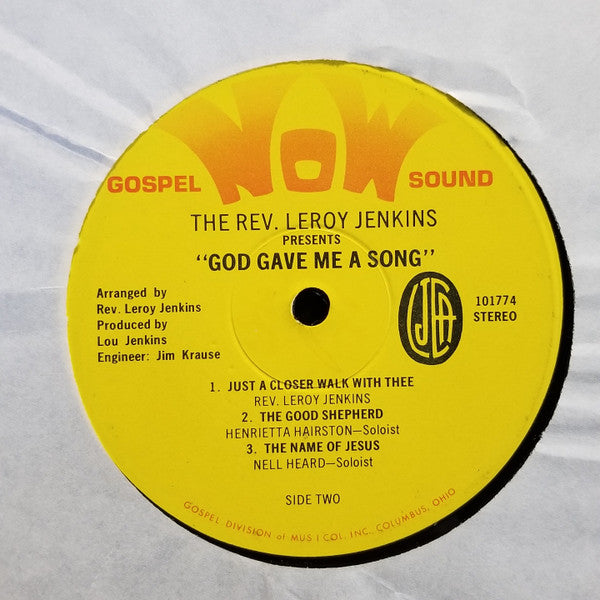 GOSPEL NOW SOUND
THE REV. LEROY JENKINS
PRESENTS
"GOD GAVE ME A SONG"
Arranged by
Rev. Leroy Jenkins
Produced by
Lou Jenkins
Engineer: Jim Krause
LJEA
101774
STEREO
1. JUST A CLOSER WALK WITH THEE
REV. LEROY JENKINS
2. THE GOOD SHEPHERD
HENRIETTA HAIRSTON—Soloist
3. THE NAME OF JESUS
NELL HEARD—Soloist
SIDE TWO
GOSPEL DIVISION of MUS I COL, INC., COLUMBUS, OHIO